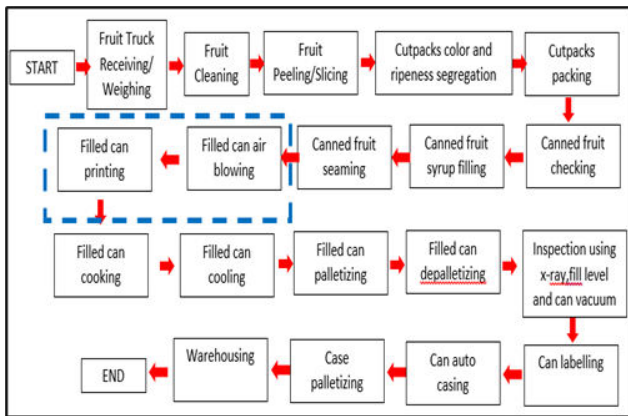 START
Fruit Truck
Receiving/
Weighing
Fruit
Cleaning
Fruit
Peeling/Slicing
Cutpacks color and
ripeness segregation
Cutpacks
packing
Canned fruit
checking
Canned fruit
syrup filling
Canned fruit
seaming
Filled can air
blowing
Filled can
printing
Filled can
cooking
Filled can
cooling
Filled can
palletizing
Filled can
depalletizing
Inspection using
x-ray,fill level
and can vacuum
Can labelling
Can auto
casing
Case
palletizing
Warehousing
END